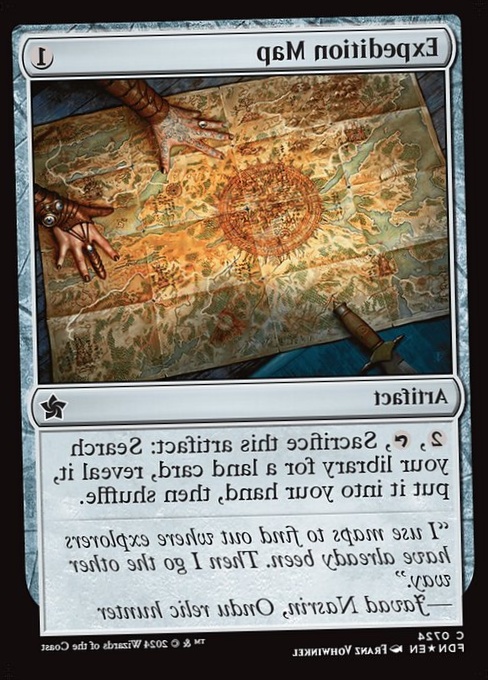 Expedition Map
1
Artifact
2, T, Sacrifice this artifact: Search
your library for a land card, reveal it,
put it into your hand, then shuffle.
"I use maps to find out where explorers
have already been. Then I go the other
way."
—Javad Nasrin, Ondu relic hunter
C 0724
FDN★EN Franz Vohwinkel
™ & © 2024 Wizards of the Coast